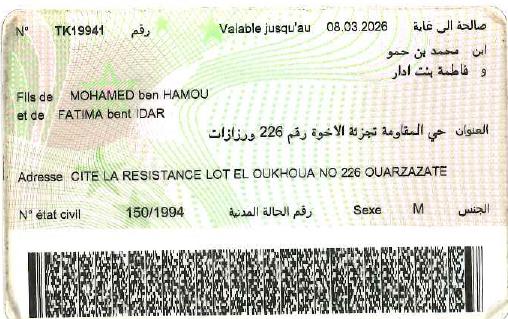 N° TK19941 رقم Valable jusqu'au 08.03.2026 صالحة الى غاية
ابن محمد بن حمو
و فاطمة بنت ادار
Fils de MOHAMED ben HAMOU
et de FATIMA bent IDAR
العنوان حي المقاومة تجزئة الاخوة رقم 226 ورزازات
Adresse CITE LA RESISTANCE LOT EL OUKHOUA NO 226 OUARZAZATE
N° état civil 150/1994 رقم الحالة المدنية Sexe M الجنس